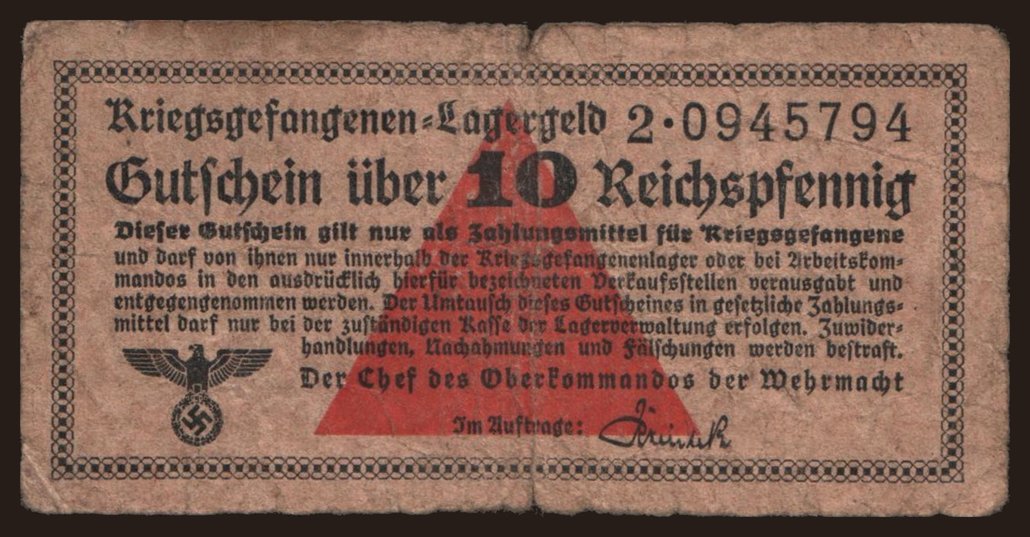 Kriegsgefangenen-Lagergeld 2·0945794
Gutschein über 10 Reichspfennig
Dieser Gutschein gilt nur als Zahlungsmittel für Kriegsgefangene
und darf von ihnen nur innerhalb der Kriegsgefangenenlager oder bei Arbeitskom-
mandos in den ausdrücklich hierfür bezeichneten Verkaufsstellen verausgabt und
entgegengenommen werden. Der Umtausch dieses Gutscheines in gesetzliche Zahlungs-
mittel darf nur bei der zuständigen Kasse der Lagerverwaltung erfolgen. Zuwider-
handlungen, Nachahmungen und Fälschungen werden bestraft.
Der Chef des Oberkommandos der Wehrmacht
Im Auftrage: